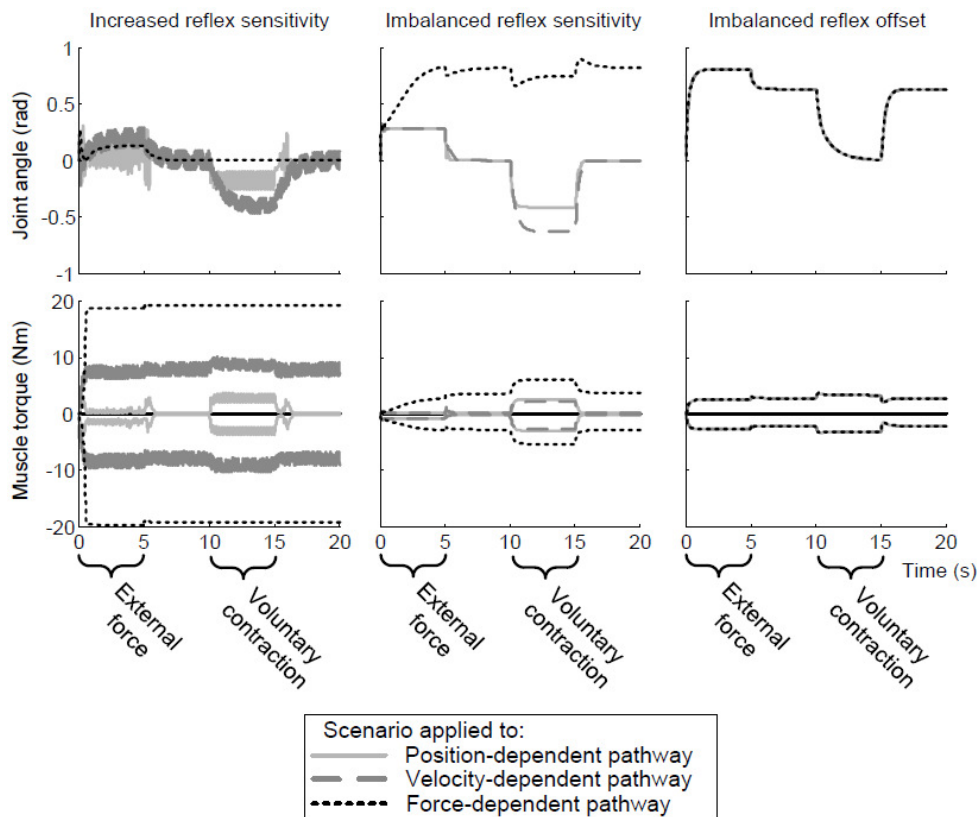 Increased reflex sensitivity
Imbalanced reflex sensitivity
Imbalanced reflex offset
Joint angle (rad)
1
0.5
0
-0.5
-1
Muscle torque (Nm)
20
10
0
-10
-20
0 5 10 15 20
0 5 10 15 20
0 5 10 15 20
Time (s)
External
force
Voluntary
contraction
External
force
Voluntary
contraction
External
force
Voluntary
contraction
Scenario applied to:
Position-dependent pathway
Velocity-dependent pathway
Force-dependent pathway